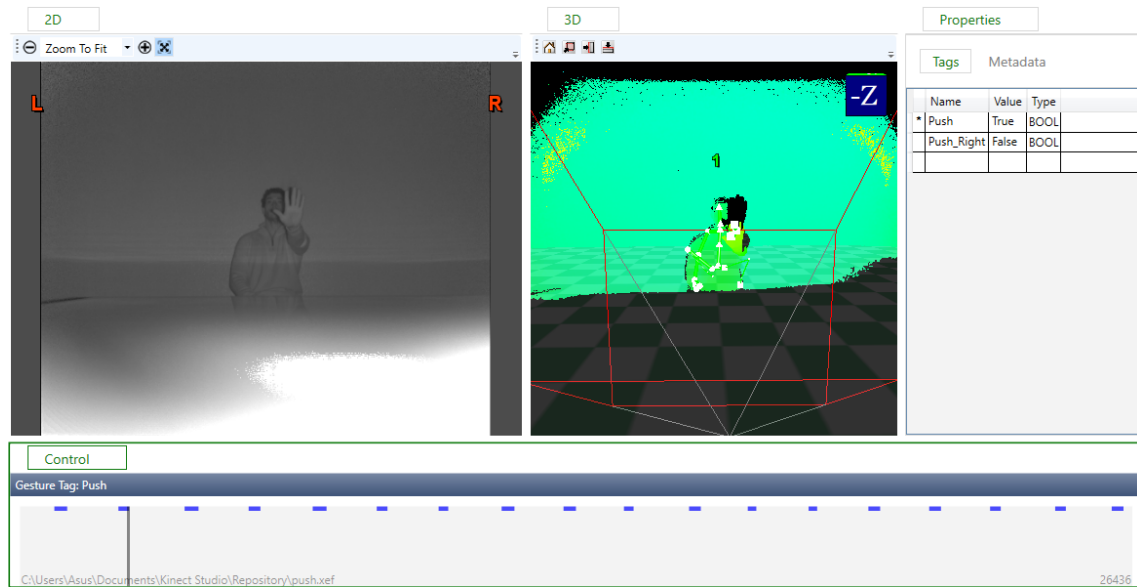 2D
3D
Properties
Zoom To Fit
Tags
Metadata
L
R
-Z
1
Name Value Type
* Push True BOOL
Push_Right False BOOL
Control
Gesture Tag: Push
C:\Users\Asus\Documents\Kinect Studio\Repository\push.xef
26436